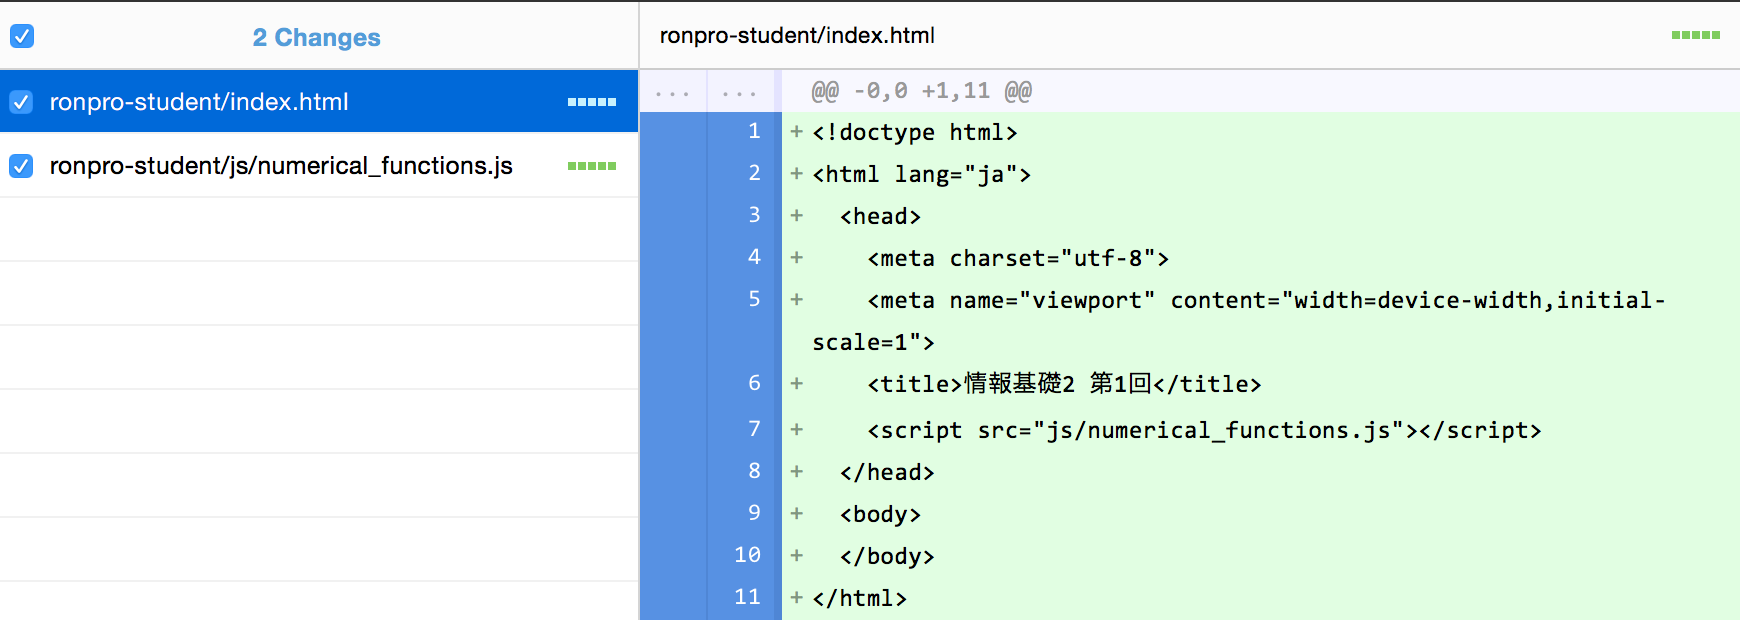 2 Changes
ronpro-student/index.html
ronpro-student/js/numerical_functions.js
ronpro-student/index.html
... ... @@ -0,0 +1,11 @@
1 +<!doctype html>
2 +<html lang="ja">
3 +  <head>
4 +    <meta charset="utf-8">
5 +    <meta name="viewport" content="width=device-width,initial-
scale=1">
6 +    <title>情報基礎2 第1回</title>
7 +    <script src="js/numerical_functions.js"></script>
8 +  </head>
9 +  <body>
10 +  </body>
11 +</html>